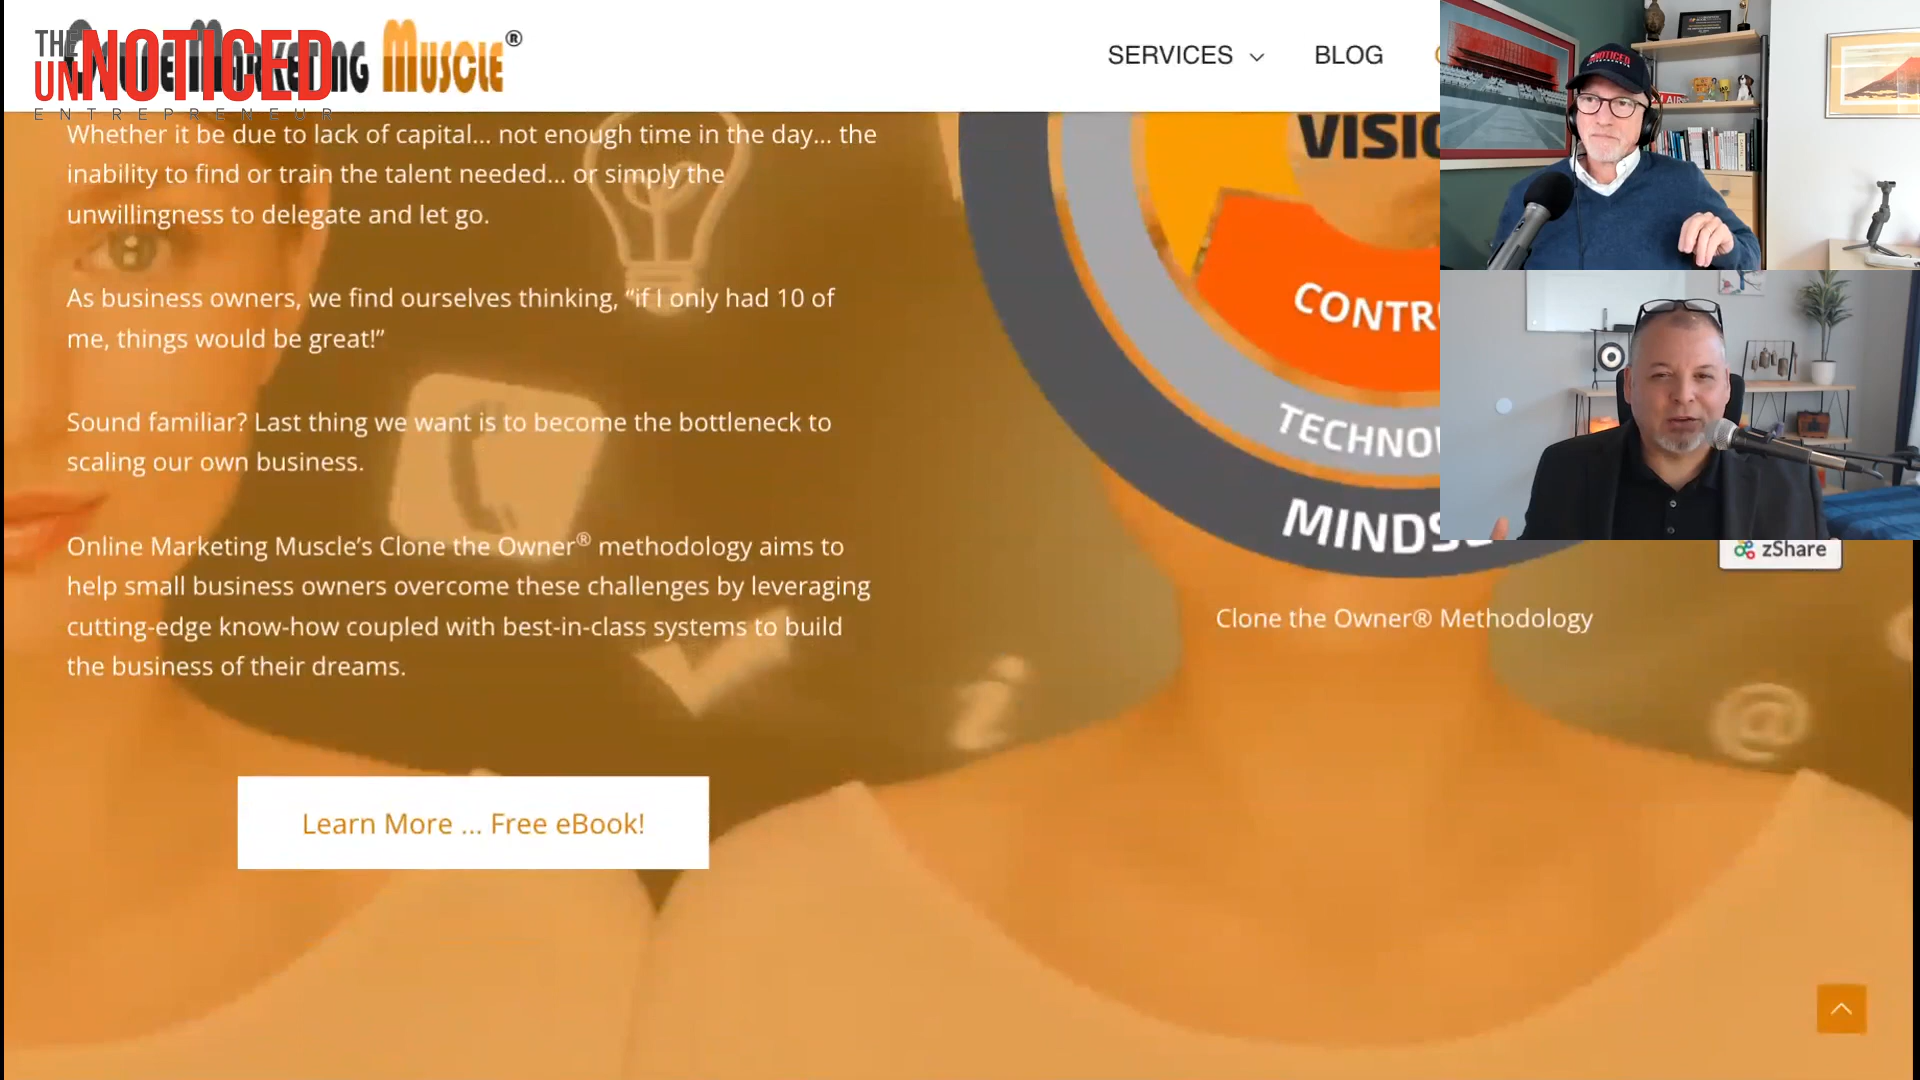 THE
UNNOTICED
ENTREPRENEUR
Online Marketing Muscle®
SERVICES
BLOG
Whether it be due to lack of capital... not enough time in the day... the
inability to find or train the talent needed... or simply the
unwillingness to delegate and let go.
As business owners, we find ourselves thinking, “if I only had 10 of
me, things would be great!”
Sound familiar? Last thing we want is to become the bottleneck to
scaling our own business.
Online Marketing Muscle’s Clone the Owner® methodology aims to
help small business owners overcome these challenges by leveraging
cutting-edge know-how coupled with best-in-class systems to build
the business of their dreams.
Learn More ... Free eBook!
VISIO
CONTR
TECHNO
MINDS
Clone the Owner® Methodology
zShare
NOTICED